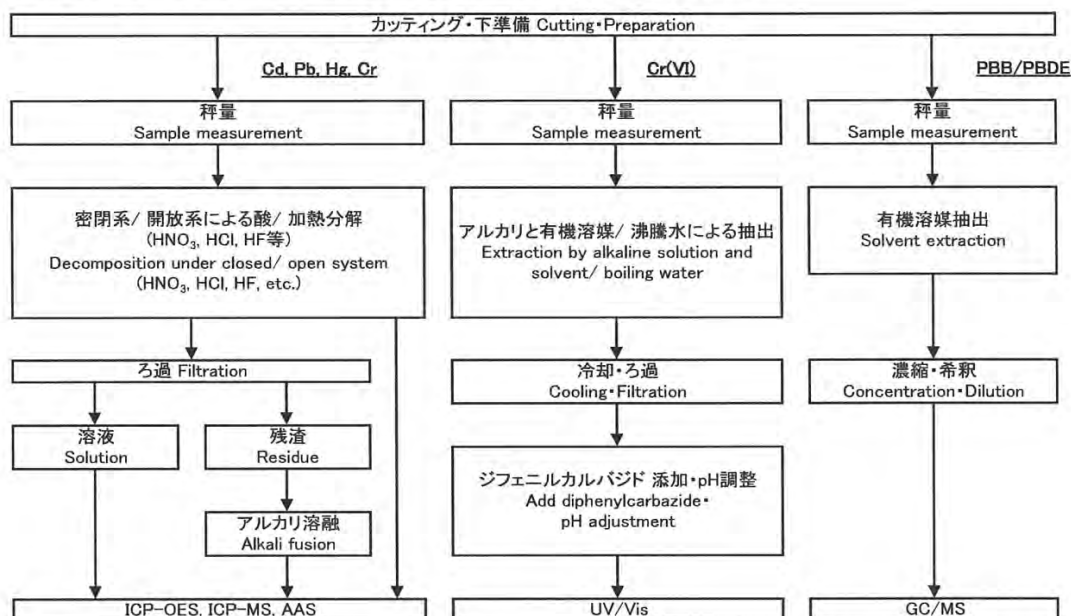 カッティング・下準備 Cutting・Preparation
Cd, Pb, Hg, Cr
Cr(VI)
PBB/PBDE
秤量
Sample measurement
秤量
Sample measurement
秤量
Sample measurement
密閉系/ 開放系による酸/ 加熱分解
(HNO₃, HCl, HF等)
Decomposition under closed/ open system
(HNO₃, HCl, HF, etc.)
アルカリと有機溶媒/ 沸騰水による抽出
Extraction by alkaline solution and
solvent/ boiling water
有機溶媒抽出
Solvent extraction
ろ過 Filtration
冷却・ろ過
Cooling・Filtration
濃縮・希釈
Concentration・Dilution
溶液
Solution
残渣
Residue
アルカリ溶融
Alkali fusion
ジフェニルカルバジド 添加・pH調整
Add diphenylcarbazide・
pH adjustment
ICP-OES, ICP-MS, AAS
UV/Vis
GC/MS